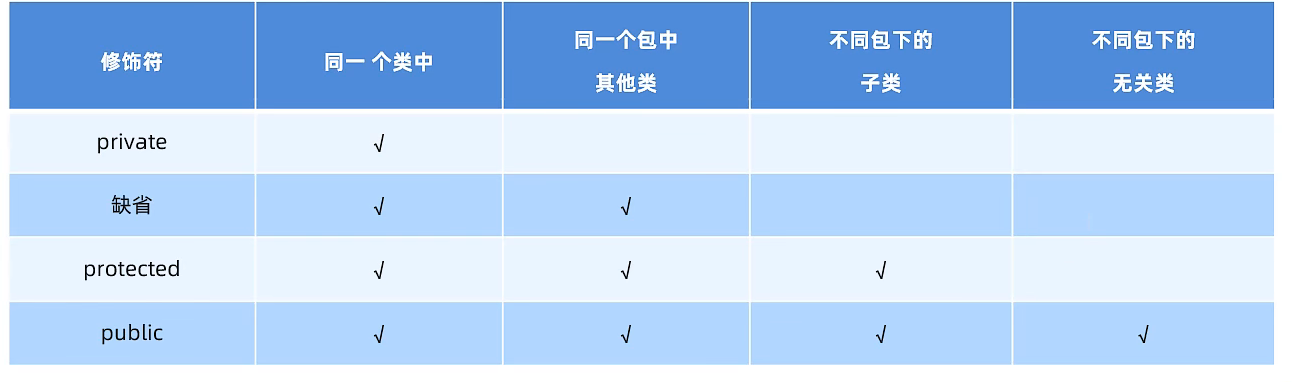 修饰符
同一 个类中
同一个包中
其他类
不同包下的
子类
不同包下的
无关类
private √
缺省 √ √
protected √ √ √
public √ √ √ √